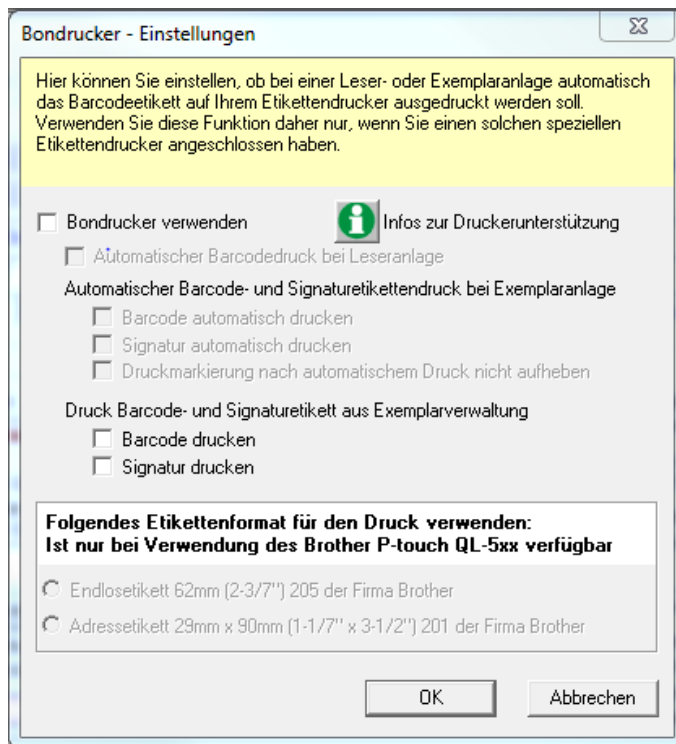 Bondrucker - Einstellungen
Hier können Sie einstellen, ob bei einer Leser- oder Exemplaranlage automatisch
das Barcodeetikett auf Ihrem Etikettendrucker ausgedruckt werden soll.
Verwenden Sie diese Funktion daher nur, wenn Sie einen solchen speziellen
Etikettendrucker angeschlossen haben.
Bondrucker verwenden Infos zur Druckerunterstützung
Automatischer Barcodedruck bei Leseranlage
Automatischer Barcode- und Signaturetikettendruck bei Exemplaranlage
Barcode automatisch drucken
Signatur automatisch drucken
Druckmarkierung nach automatischem Druck nicht aufheben
Druck Barcode- und Signaturetikett aus Exemplarverwaltung
Barcode drucken
Signatur drucken
Folgendes Etikettenformat für den Druck verwenden:
Ist nur bei Verwendung des Brother P-touch QL-5xx verfügbar
Endlosetikett 62mm (2-3/7") 205 der Firma Brother
Adressetikett 29mm x 90mm (1-1/7" x 3-1/2") 201 der Firma Brother
OK Abbrechen